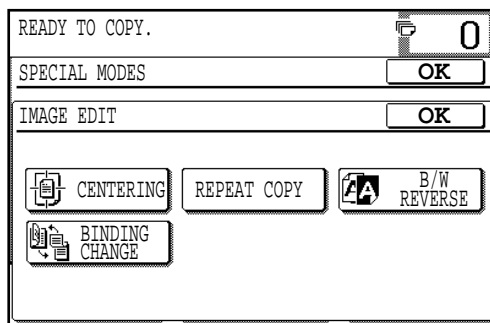 READY TO COPY.
0
SPECIAL MODES
OK
IMAGE EDIT
OK
CENTERING
REPEAT COPY
B/W
REVERSE
BINDING
CHANGE